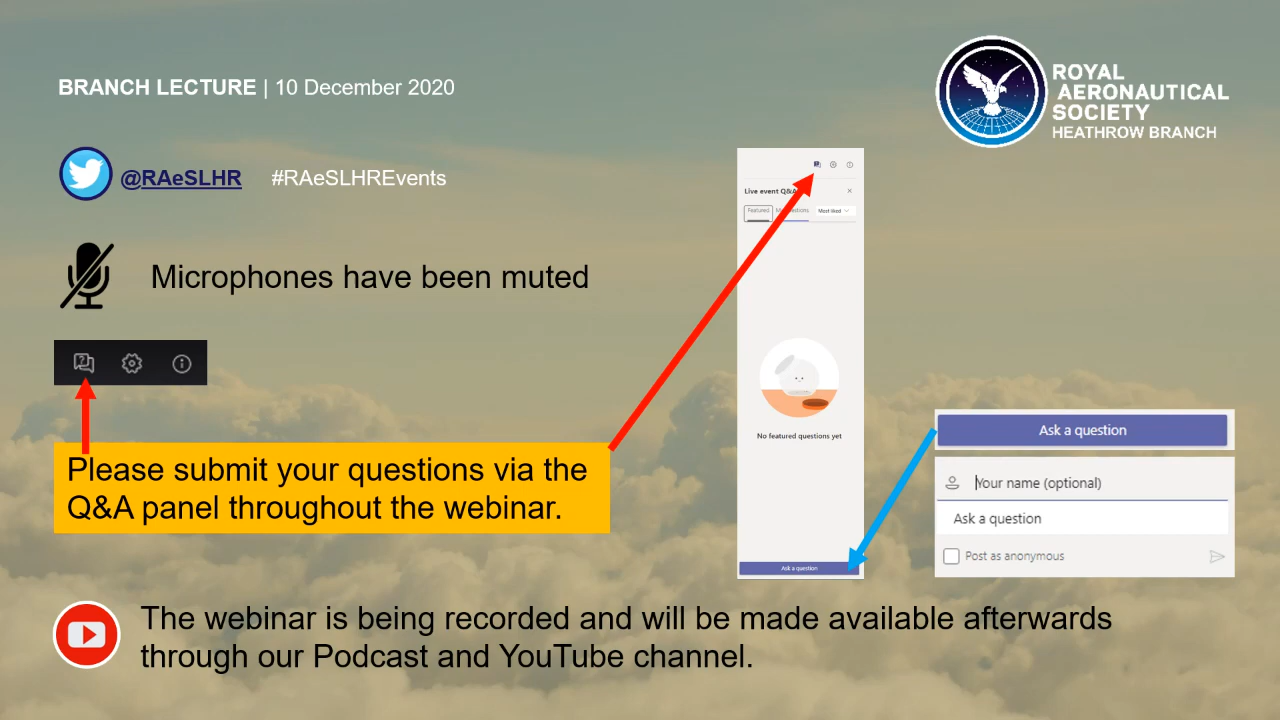 BRANCH LECTURE | 10 December 2020
ROYAL
AERONAUTICAL
SOCIETY
HEATHROW BRANCH
@RAeSLHR #RAeSLHREvents
Microphones have been muted
Please submit your questions via the
Q&A panel throughout the webinar.
Live event Q&A
Featured
Most liked
No featured questions yet
Ask a question
Ask a question
Your name (optional)
Ask a question
Post as anonymous
The webinar is being recorded and will be made available afterwards
through our Podcast and YouTube channel.